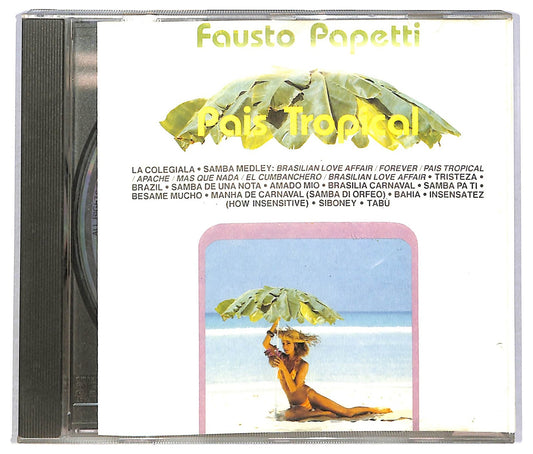 Fausto Papetti
Pais Tropical
LA COLEGIALA • SAMBA MEDLEY: BRASILIAN LOVE AFFAIR / FOREVER / PAIS TROPICAL
/ APACHE / MAS QUE NADA / EL CUMBANCHERO / BRASILIAN LOVE AFFAIR • TRISTEZA •
BRAZIL • SAMBA DE UNA NOTA • AMADO MIO • BRASILIA CARNAVAL • SAMBA PA TI •
BESAME MUCHO • MANHA DE CARNAVAL (SAMBA DI ORFEO) • BAHIA • INSENSATEZ
(HOW INSENSITIVE) • SIBONEY • TABÙ